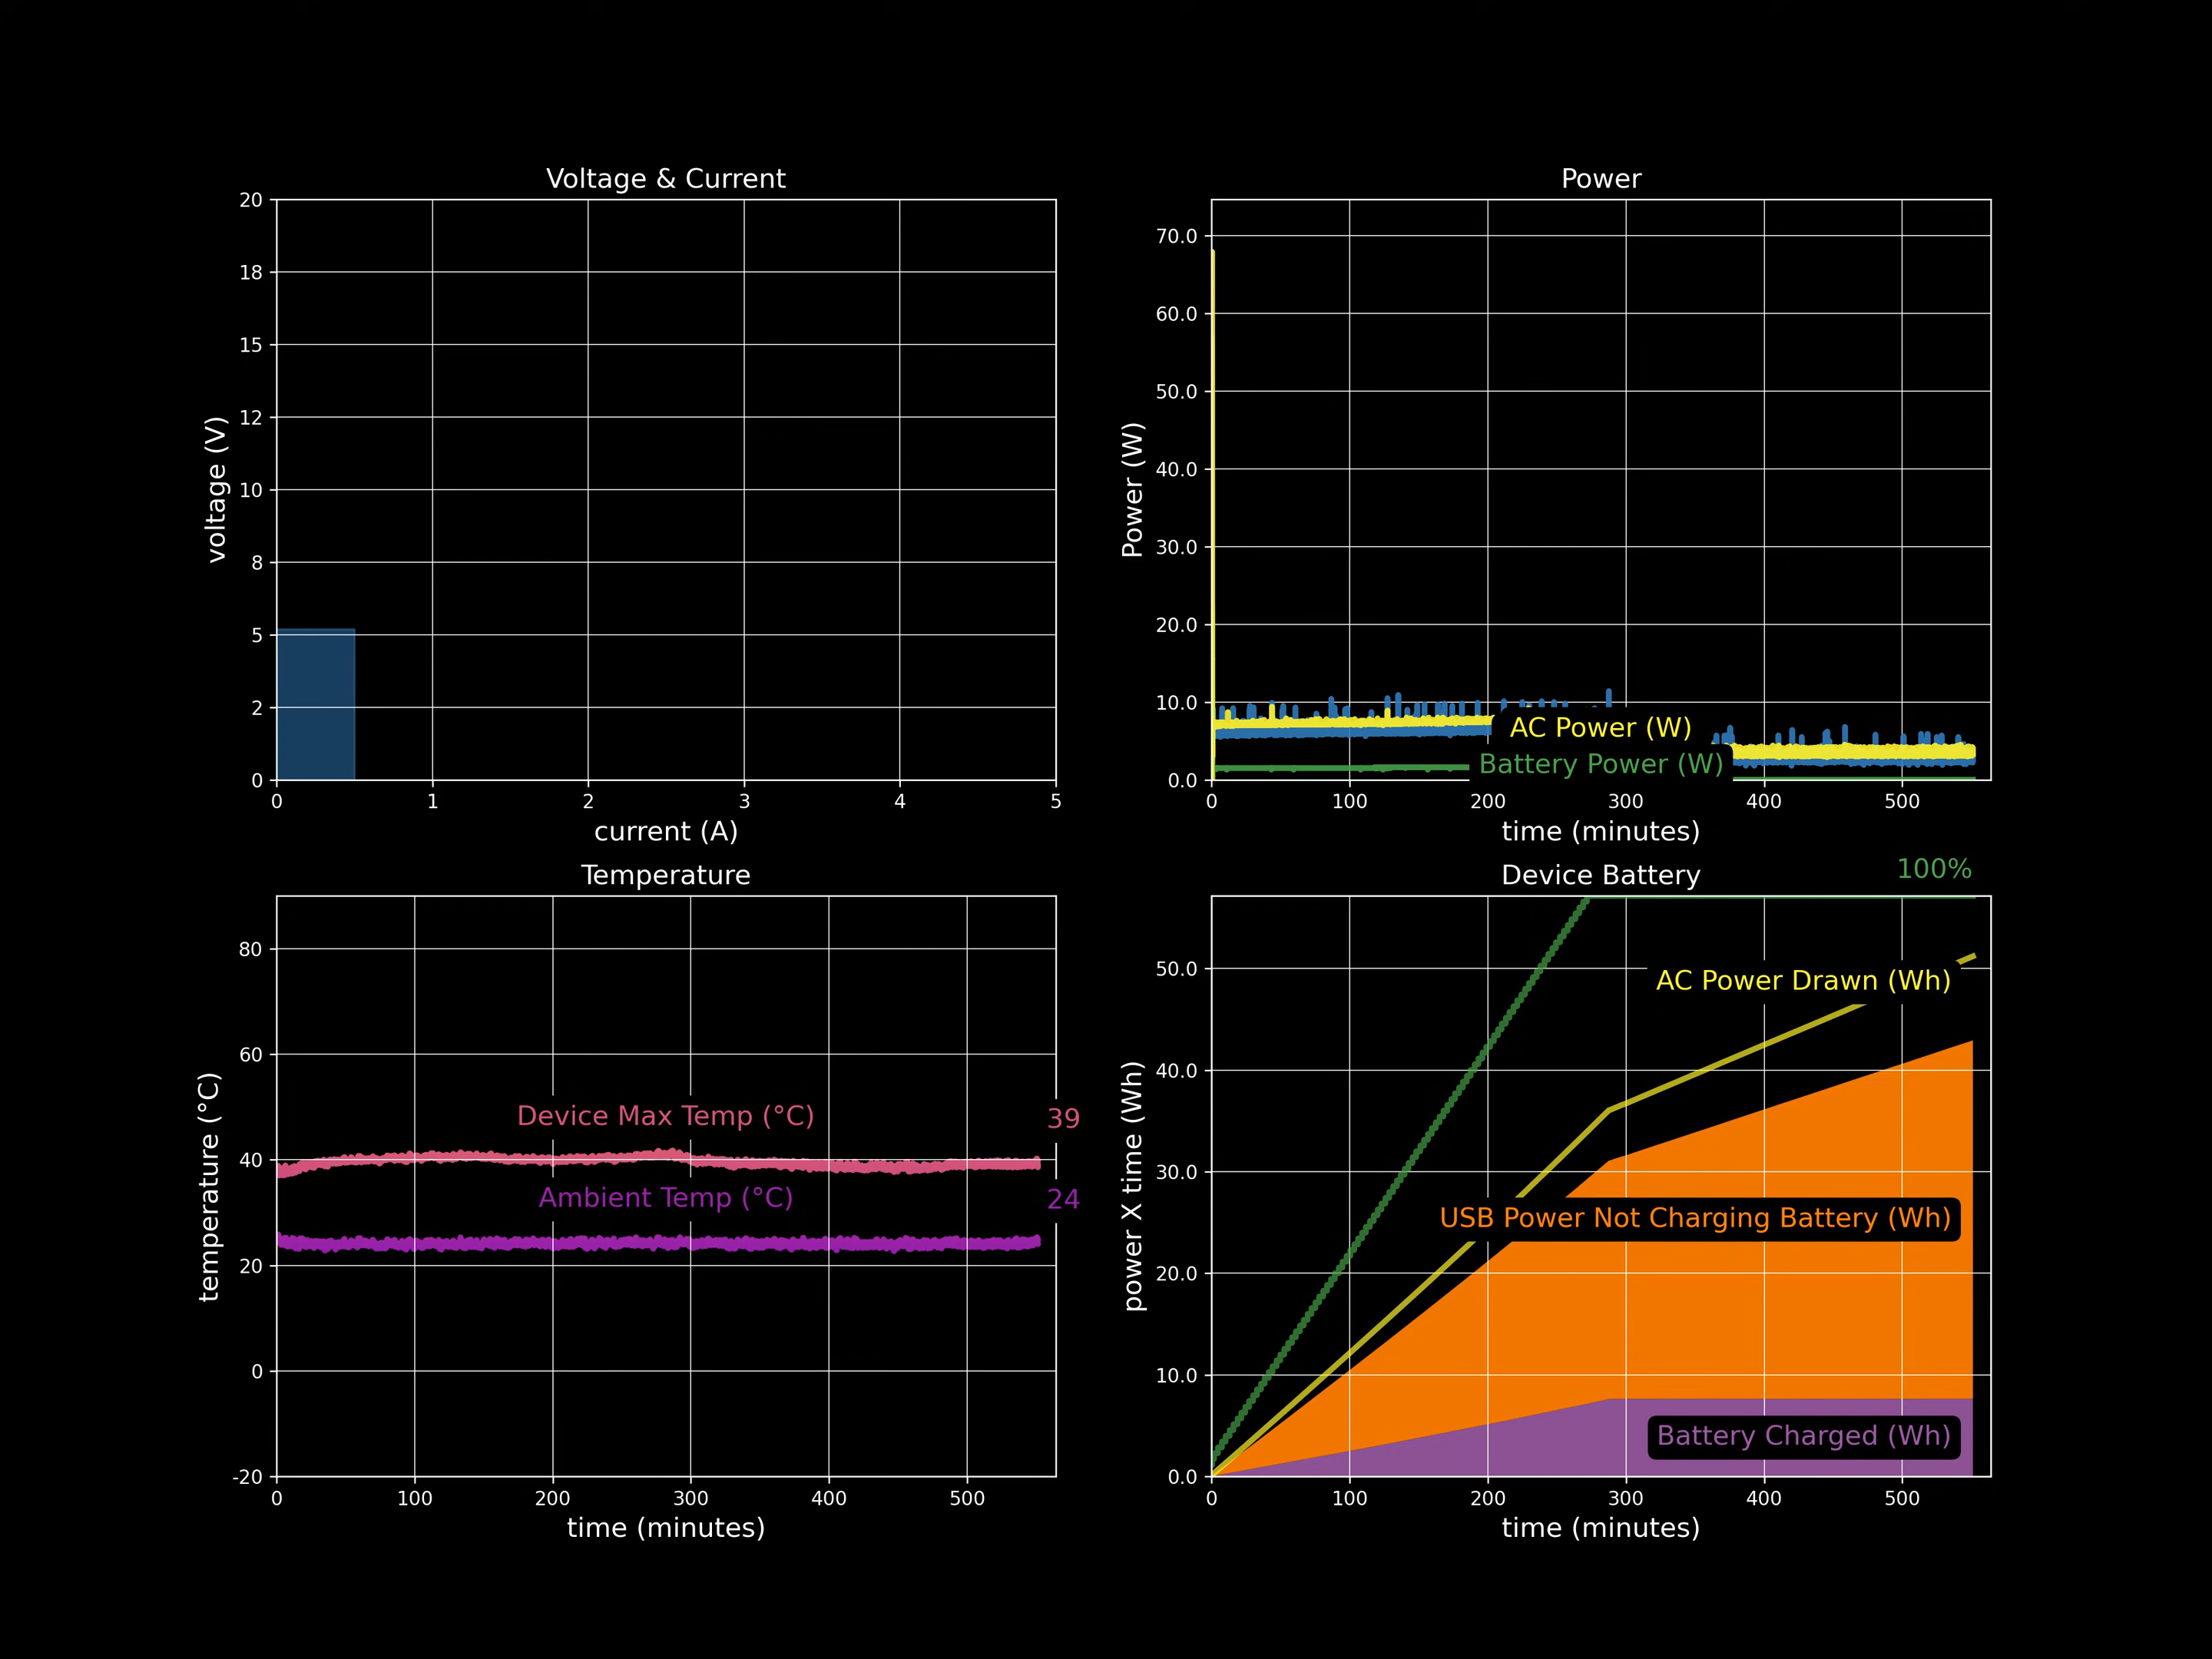 Voltage & Current
20
18
15
12
10
8
5
2
0
0 1 2 3 4 5
voltage (V)
current (A)
Power
70.0
60.0
50.0
40.0
30.0
20.0
10.0
0.0
0 100 200 300 400 500
Power (W)
AC Power (W)
Battery Power (W)
time (minutes)
Temperature
80
60
40
20
0
-20
0 100 200 300 400 500
temperature (°C)
Device Max Temp (°C) 39
Ambient Temp (°C) 24
time (minutes)
Device Battery
100%
50.0
40.0
30.0
20.0
10.0
0.0
0 100 200 300 400 500
power X time (Wh)
AC Power Drawn (Wh)
USB Power Not Charging Battery (Wh)
Battery Charged (Wh)
time (minutes)